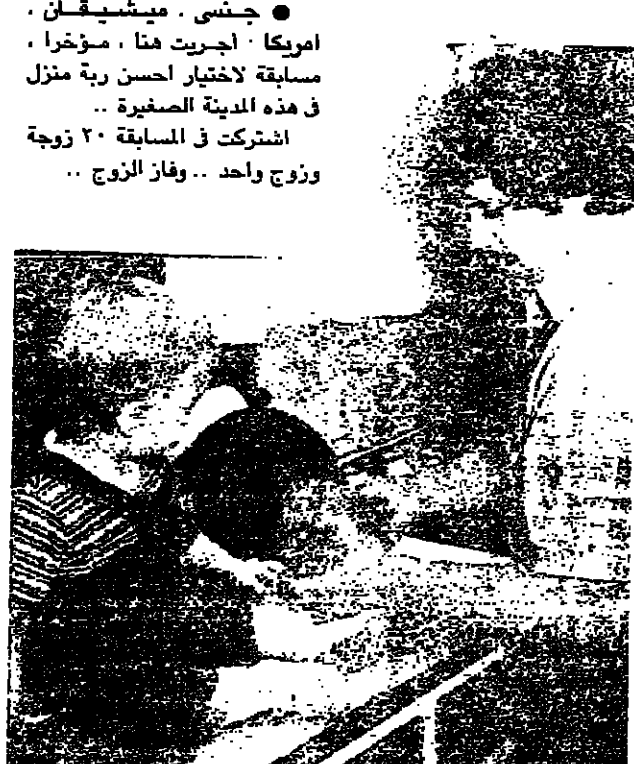 ● جنسى . ميشيڤان .
امريكا · اجريت هنا ، مؤخرا ،
مسابقة لاختيار احسن ربة منزل
فى هذه المدينة الصغيرة ..
اشتركت فى المسابقة ٢٠ زوجة
وزوج واحد .. وفاز الزوج ..